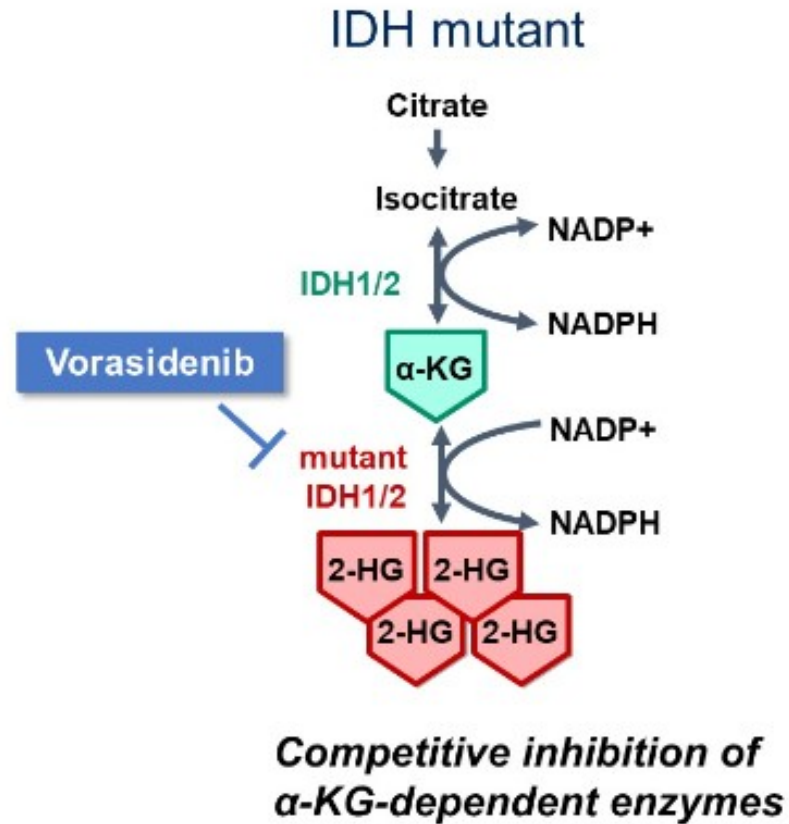 IDH mutant
Citrate
Isocitrate
NADP+
IDH1/2
NADPH
Vorasidenib
α-KG
NADP+
mutant
IDH1/2
NADPH
2-HG 2-HG
2-HG 2-HG
Competitive inhibition of
α-KG-dependent enzymes